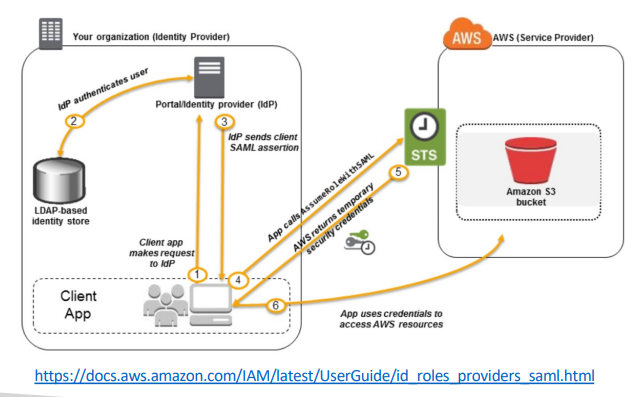 Your organization (Identity Provider)
AWS
AWS (Service Provider)
IdP authenticates user
2
Portal/Identity provider (IdP)
3
IdP sends client
SAML assertion
LDAP-based
identity store
STS
App calls AssumeRoleWithSAML
5
AWS returns temporary
security credentials
Amazon S3
bucket
Client app
makes request
to IdP
1
4
Client
App
6
App uses credentials to
access AWS resources
https://docs.aws.amazon.com/IAM/latest/UserGuide/id_roles_providers_saml.html